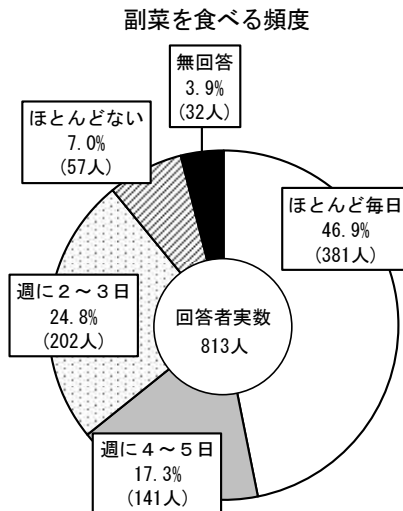 副菜を食べる頻度
無回答
3.9%
(32人)
ほとんどない
7.0%
(57人)
ほとんど毎日
46.9%
(381人)
週に２～３日
24.8%
(202人)
回答者実数
813人
週に４～５日
17.3%
(141人)